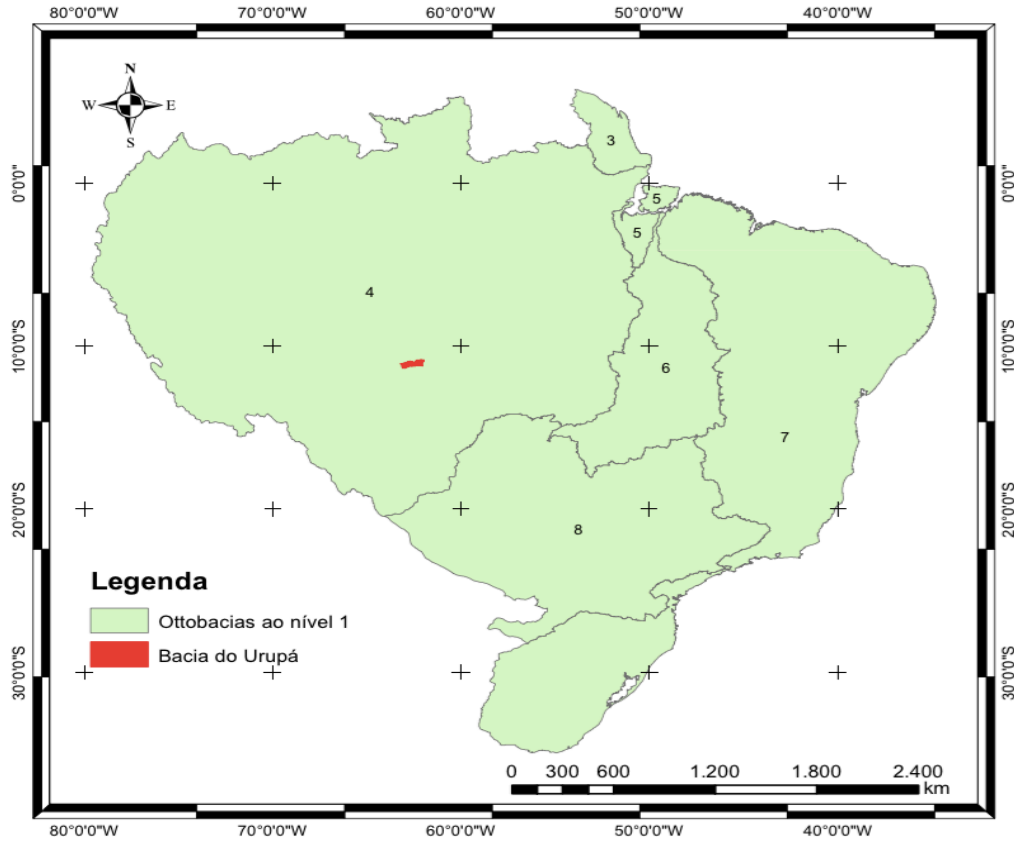 80°0'0"W 70°0'0"W 60°0'0"W 50°0'0"W 40°0'0"W
N
W E
S
0°0'0" 0°0'0"
10°0'0"S 10°0'0"S
20°0'0"S 20°0'0"S
30°0'0"S 30°0'0"S
3
5
5
4
6
7
8
Legenda
Ottobacias ao nível 1
Bacia do Urupá
0 300 600 1.200 1.800 2.400
km
80°0'0"W 70°0'0"W 60°0'0"W 50°0'0"W 40°0'0"W